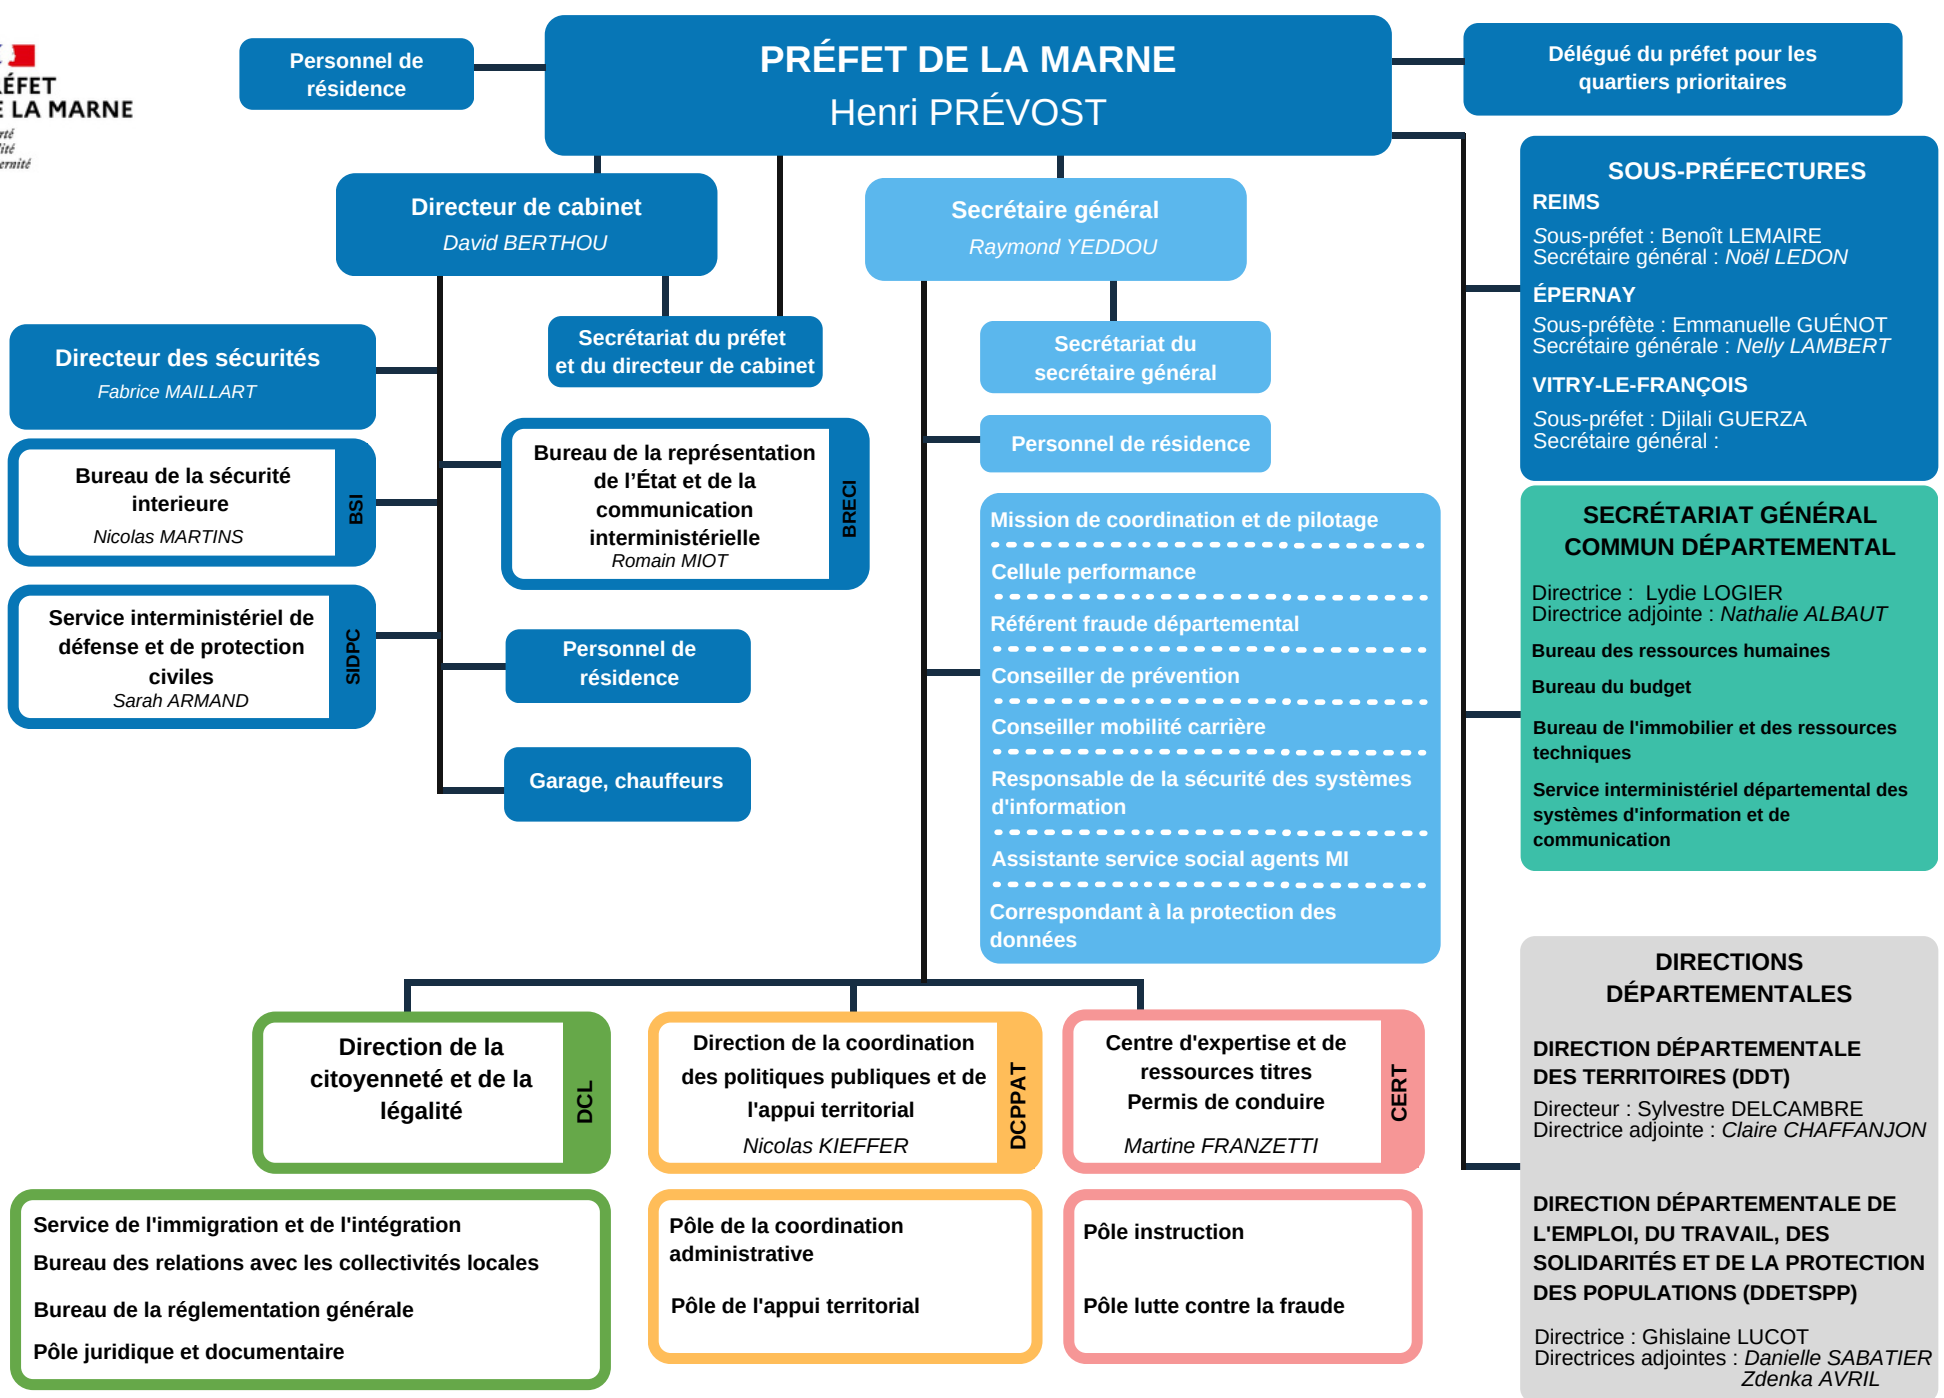 PRÉFET
DE LA MARNE
Personnel de
résidence
PRÉFET DE LA MARNE
Henri PRÉVOST
Délégué du préfet pour les
quartiers prioritaires
Directeur de cabinet
David BERTHOU
Secrétaire général
Raymond YEDDOU
SOUS-PRÉFECTURES
REIMS
Sous-préfet : Benoît LEMAIRE
Secrétaire général : Noël LEDON
ÉPERNAY
Sous-préfète : Emmanuelle GUÉNOT
Secrétaire générale : Nelly LAMBERT
VITRY-LE-FRANÇOIS
Sous-préfet : Djilali GUERZA
Secrétaire général :
Directeur des sécurités
Fabrice MAILLART
Secrétariat du préfet
et du directeur de cabinet
Secrétariat du
secrétaire général
Bureau de la sécurité
interieure
Nicolas MARTINS
BSI
Bureau de la représentation
de l’État et de la
communication
interministérielle
Romain MIOT
BRECI
Personnel de résidence
Service interministériel de
défense et de protection
civiles
Sarah ARMAND
SIDPC
Personnel de
résidence
Garage, chauffeurs
Mission de coordination et de pilotage
Cellule performance
Référent fraude départemental
Conseiller de prévention
Conseiller mobilité carrière
Responsable de la sécurité des systèmes
d'information
Assistante service social agents MI
Correspondant à la protection des
données
SECRÉTARIAT GÉNÉRAL
COMMUN DÉPARTEMENTAL
Directrice : Lydie LOGIER
Directrice adjointe : Nathalie ALBAUT
Bureau des ressources humaines
Bureau du budget
Bureau de l'immobilier et des ressources
techniques
Service interministériel départemental des
systèmes d'information et de
communication
Direction de la
citoyenneté et de la
légalité
DCL
Direction de la coordination
des politiques publiques et de
l'appui territorial
Nicolas KIEFFER
DCPPAT
Centre d'expertise et de
ressources titres
Permis de conduire
Martine FRANZETTI
CERT
Service de l'immigration et de l'intégration
Bureau des relations avec les collectivités locales
Bureau de la réglementation générale
Pôle juridique et documentaire
Pôle de la coordination
administrative
Pôle de l'appui territorial
Pôle instruction
Pôle lutte contre la fraude
DIRECTIONS
DÉPARTEMENTALES
DIRECTION DÉPARTEMENTALE
DES TERRITOIRES (DDT)
Directeur : Sylvestre DELCAMBRE
Directrice adjointe : Claire CHAFFANJON
DIRECTION DÉPARTEMENTALE DE
L'EMPLOI, DU TRAVAIL, DES
SOLIDARITÉS ET DE LA PROTECTION
DES POPULATIONS (DDETSPP)
Directrice : Ghislaine LUCOT
Directrices adjointes : Danielle SABATIER
Zdenka AVRIL